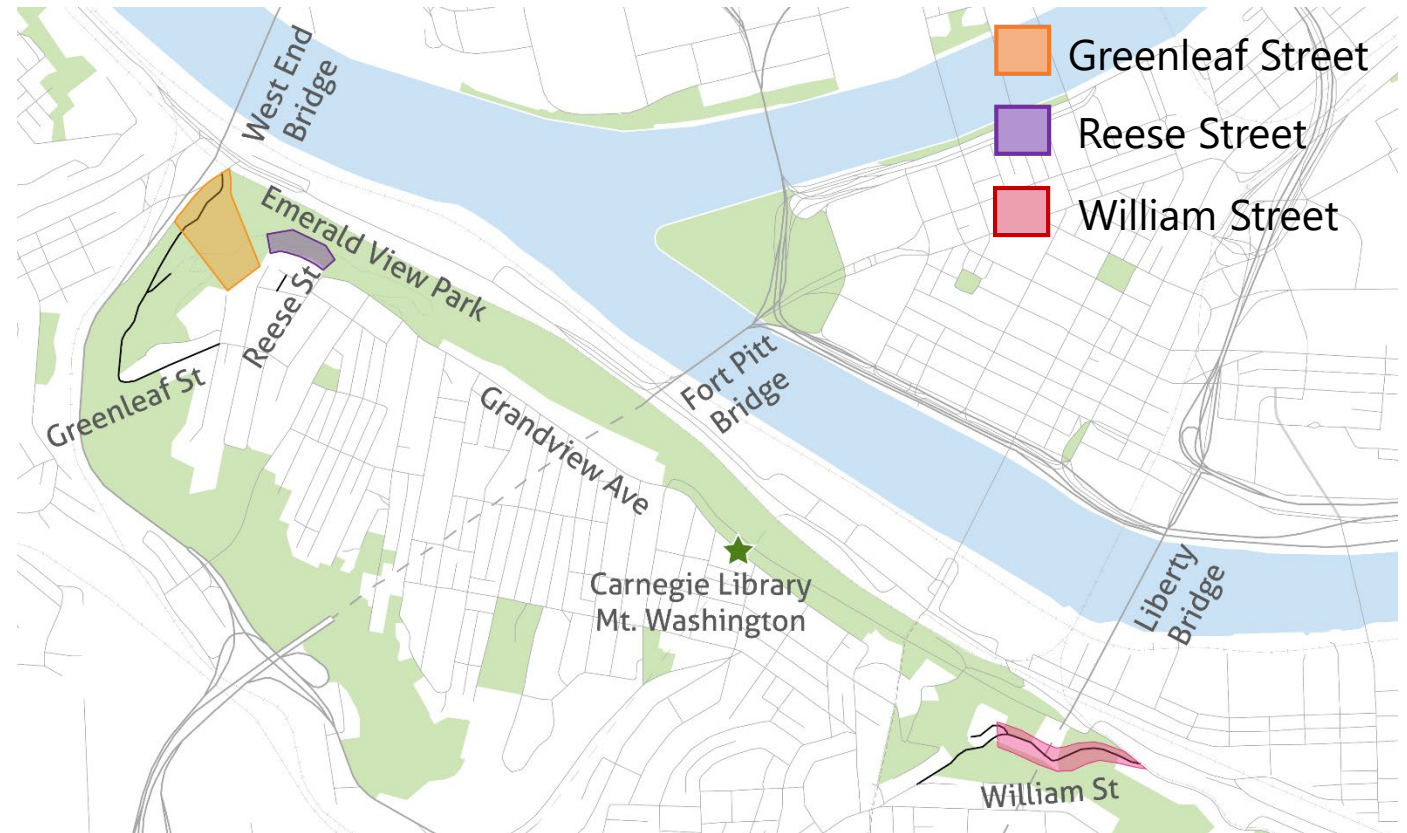 Greenleaf Street
Reese Street
William Street
West End
Bridge
Emerald View Park
Reese St
Greenleaf St
Fort Pitt
Bridge
Grandview Ave
Carnegie Library
Mt. Washington
Liberty
Bridge
William St